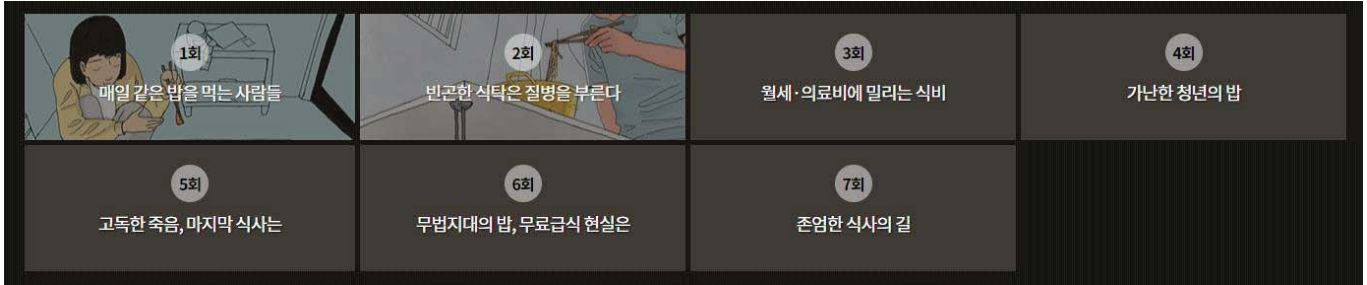 1회
매일 같은 밥을 먹는 사람들
2회
빈곤한 식탁은 질병을 부른다
3회
월세·의료비에 밀리는 식비
4회
가난한 청년의 밥
5회
고독한 죽음, 마지막 식사는
6회
무법지대의 밥, 무료급식 현실은
7회
존엄한 식사의 길